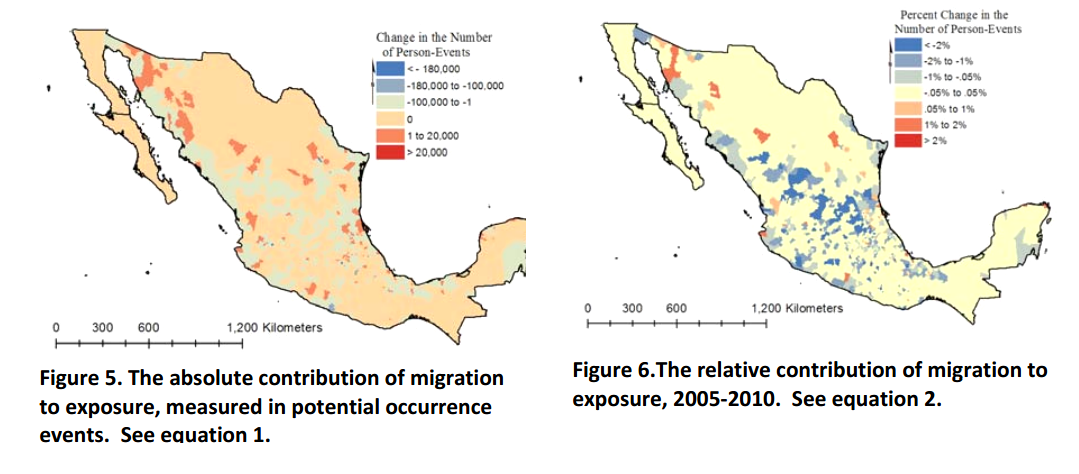 Change in the Number
of Person-Events
< - 180,000
-180,000 to -100,000
-100,000 to -1
0
1 to 20,000
> 20,000
0 300 600 1,200 Kilometers
Figure 5. The absolute contribution of migration
to exposure, measured in potential occurrence
events. See equation 1.
Percent Change in the
Number of Person-Events
< -2%
-2% to -1%
-1% to -.05%
-.05% to .05%
.05% to 1%
1% to 2%
> 2%
0 300 600 1,200 Kilometers
Figure 6.The relative contribution of migration to
exposure, 2005-2010. See equation 2.